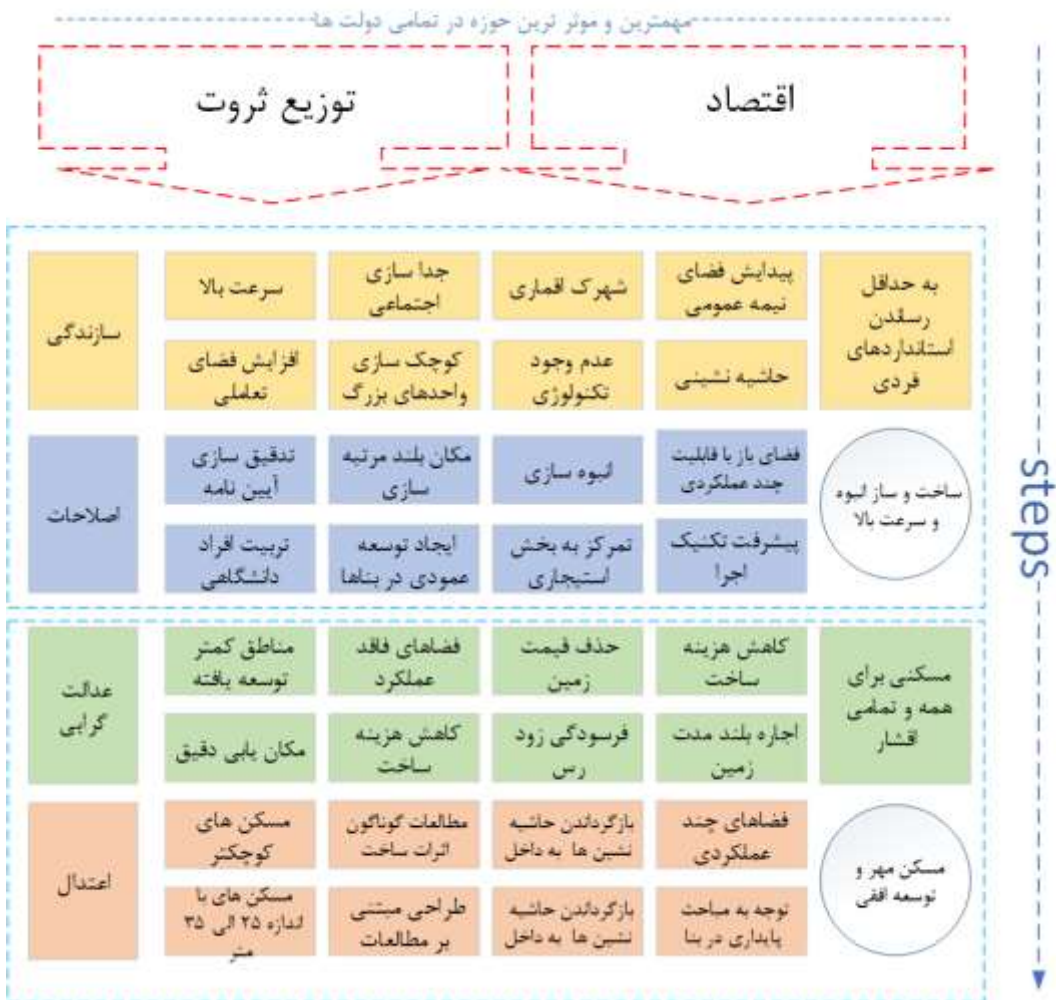 مهمترین و موثر ترین حوزه در تمامی دولت ها
اقتصاد
توزیع ثروت
steps
به حداقل
رساندن
استانداردهای
فردی
پیدایش فضای
نیمه عمومی
شهرک اقماری
جدا سازی
اجتماعی
سرعت بالا
سازندگی
حاشیه نشینی
عدم وجود
تکنولوژی
کوچک سازی
واحدهای بزرگ
افزایش فضای
تعاملی
ساخت و ساز انبوه
و سرعت بالا
فضای باز با قابلیت
چند عملکردی
انبوه سازی
مکان بلند مرتبه
سازی
تدقیق سازی
آیین نامه
اصلاحات
پیشرفت تکنیک
اجرا
تمرکز به بخش
استیجاری
ایجاد توسعه
عمودی در بناها
تربیت افراد
دانشگاهی
مسکنی برای
همه و تمامی
اقشار
کاهش هزینه
ساخت
حذف قیمت
زمین
فضاهای فاقد
عملکرد
مناطق کمتر
توسعه یافته
عدالت
گرایی
اجاره بلند مدت
زمین
فرسودگی زود
رس
کاهش هزینه
ساخت
مکان یابی دقیق
مسکن مهر و
توسعه افقی
فضاهای چند
عملکردی
بازگرداندن حاشیه
نشین ها به داخل
مطالعات گوناگون
اثرات ساخت
مسکن های
کوچکتر
اعتدال
توجه به مباحث
پایداری در بنا
بازگرداندن حاشیه
نشین ها به داخل
طراحی مبتنی
بر مطالعات
مسکن های با
اندازه ۲۵ الی ۳۵
متر